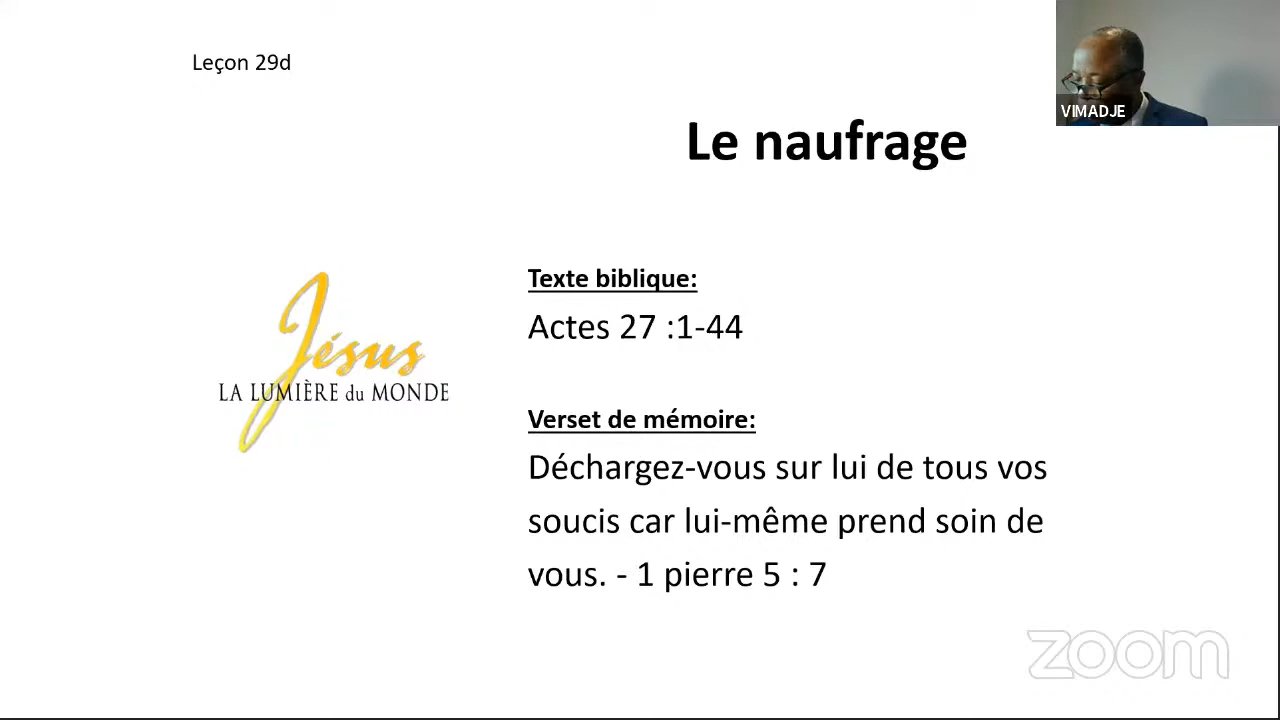 Leçon 29d
VIMADJE
Le naufrage
Texte biblique:
Actes 27 :1-44
Jésus
LA LUMIÈRE du MONDE
Verset de mémoire:
Déchargez-vous sur lui de tous vos
soucis car lui-même prend soin de
vous. - 1 pierre 5 : 7
zoom